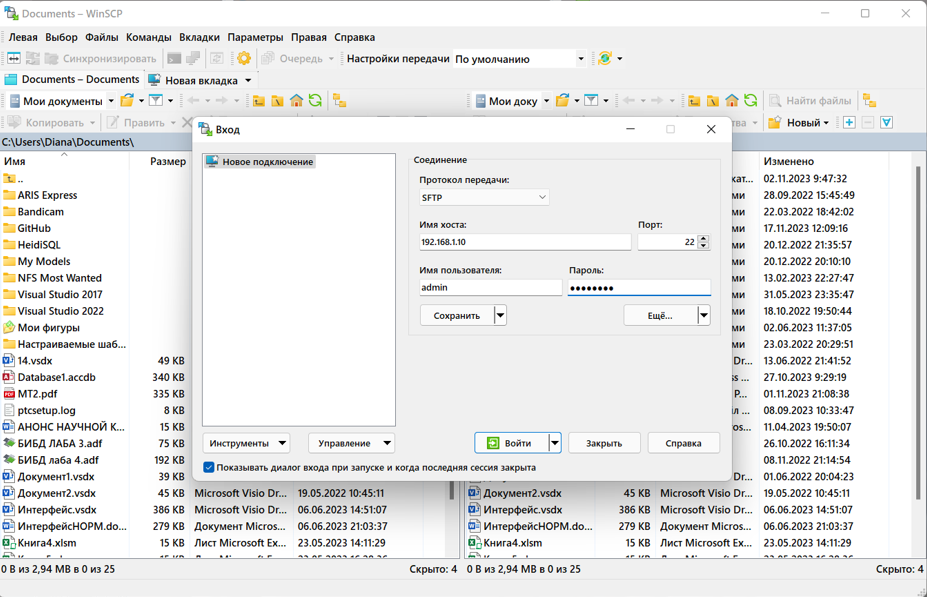 Documents – WinSCP
Левая Выбор Файлы Команды Вкладки Параметры Правая Справка
Синхронизировать Очередь Настройки передачи По умолчанию
Documents – Documents Новая вкладка
Мои документы Мои доку Найти файлы
Копировать Править Новый
C:\Users\Diana\Documents\
Имя Размер Изменено
.. 02.11.2023 9:47:32
ARIS Express 28.09.2022 15:45:49
Bandicam 22.03.2022 18:42:02
GitHub 17.11.2023 12:09:16
HeidiSQL 20.12.2022 21:35:57
My Models 20.12.2022 20:10:10
NFS Most Wanted 13.02.2022 22:27:47
Visual Studio 2017 31.05.2023 23:35:47
Visual Studio 2022 18.10.2022 19:50:44
Мои фигуры 02.06.2023 11:37:05
Настраиваемые шаб... 23.03.2022 20:29:51
14.vsdx 49 KB 13.06.2022 21:41:52
Database1.accdb 340 KB 27.10.2023 9:29:19
MT2.pdf 335 KB 01.11.2023 21:08:38
ptcsetup.log 8 KB 08.09.2023 10:33:47
АНОНС НАУЧНОЙ К... 15 KB 11.04.2023 19:50:07
БИБД ЛАБА 3.adf 75 KB 26.10.2022 16:11:34
БИБД лаба 4.adf 192 KB 08.11.2022 21:14:54
Документ1.vsdx 39 KB 01.06.2022 20:04:23
Документ2.vsdx 45 KB Microsoft Visio Dr... 19.05.2022 10:45:11 Документ2.vsdx 45 KB Microsoft Visio Dr... 19.05.2022 10:45:11
Интерфейс.vsdx 386 KB Microsoft Visio Dr... 06.06.2023 14:51:07 Интерфейс.vsdx 386 KB Microsoft Visio Dr... 06.06.2023 14:51:07
ИнтерфейсНОРМ.do... 279 KB Документ Micros... 06.06.2023 21:03:37 ИнтерфейсНОРМ.do... 279 KB Документ Micros... 06.06.2023 21:03:37
Книга4.xlsm 15 KB Лист Microsoft Ex... 23.05.2023 14:11:29 Книга4.xlsm 15 KB Лист Microsoft Ex... 23.05.2023 14:11:29
0 B из 2,94 MB в 0 из 25 Скрыто: 4 0 B из 2,94 MB в 0 из 25 Скрыто: 4
Вход
Новое подключение
Соединение
Протокол передачи:
SFTP
Имя хоста: Порт:
192.168.1.10 22
Имя пользователя: Пароль:
admin ●●●●●●●●
Сохранить Ещё...
Инструменты Управление Войти Закрыть Справка
Показывать диалог входа при запуске и когда последняя сессия закрыта